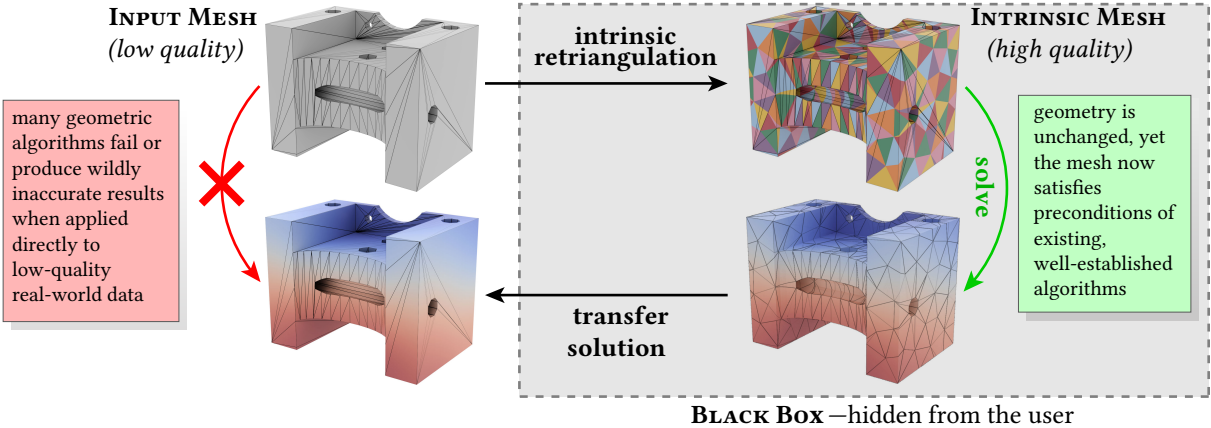 INPUT MESH
(low quality)
many geometric
algorithms fail or
produce wildly
inaccurate results
when applied
directly to
low-quality
real-world data
intrinsic
retriangulation
INTRINSIC MESH
(high quality)
solve
geometry is
unchanged, yet
the mesh now
satisfies
preconditions of
existing,
well-established
algorithms
transfer
solution
BLACK BOX —hidden from the user